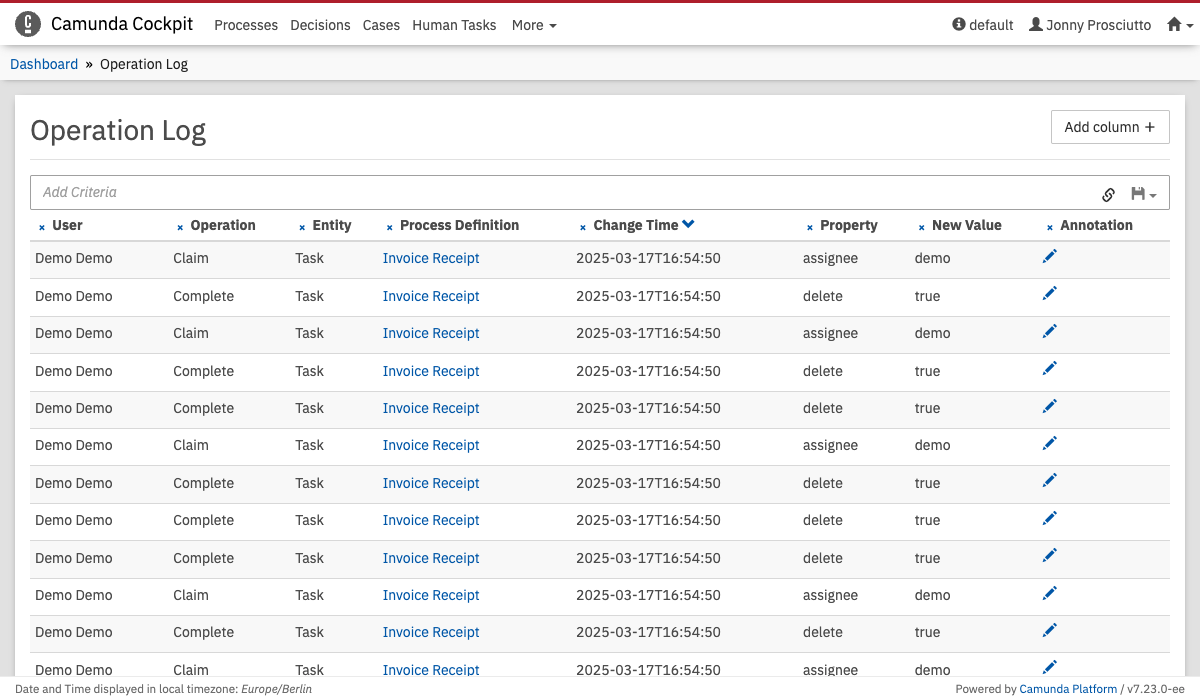 Camunda Cockpit Processes Decisions Cases Human Tasks More default Jonny Prosciutto
Dashboard » Operation Log
Operation Log Add column +
Add Criteria
× User × Operation × Entity × Process Definition × Change Time × Property × New Value × Annotation
Demo Demo Claim Task Invoice Receipt 2025-03-17T16:54:50 assignee demo
Demo Demo Complete Task Invoice Receipt 2025-03-17T16:54:50 delete true
Demo Demo Claim Task Invoice Receipt 2025-03-17T16:54:50 assignee demo
Demo Demo Complete Task Invoice Receipt 2025-03-17T16:54:50 delete true
Demo Demo Complete Task Invoice Receipt 2025-03-17T16:54:50 delete true
Demo Demo Claim Task Invoice Receipt 2025-03-17T16:54:50 assignee demo
Demo Demo Complete Task Invoice Receipt 2025-03-17T16:54:50 delete true
Demo Demo Complete Task Invoice Receipt 2025-03-17T16:54:50 delete true
Demo Demo Complete Task Invoice Receipt 2025-03-17T16:54:50 delete true
Demo Demo Claim Task Invoice Receipt 2025-03-17T16:54:50 assignee demo
Demo Demo Complete Task Invoice Receipt 2025-03-17T16:54:50 delete true
Demo Demo Claim Task Invoice Receipt 2025-03-17T16:54:50 assignee demo
Date and Time displayed in local timezone: Europe/Berlin Powered by Camunda Platform / v7.23.0-ee